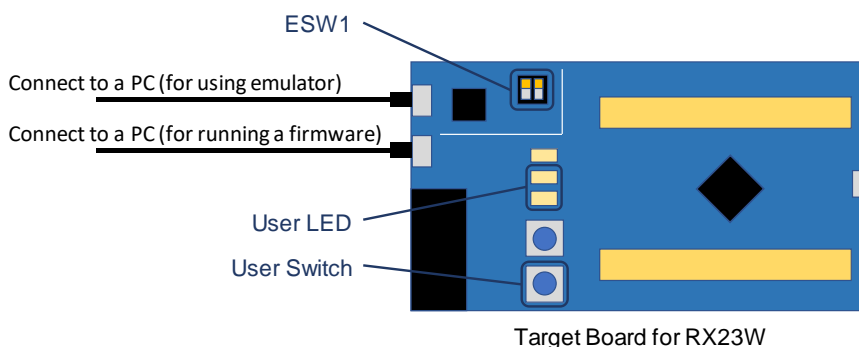 ESW1
Connect to a PC (for using emulator)
Connect to a PC (for running a firmware)
User LED
User Switch
Target Board for RX23W